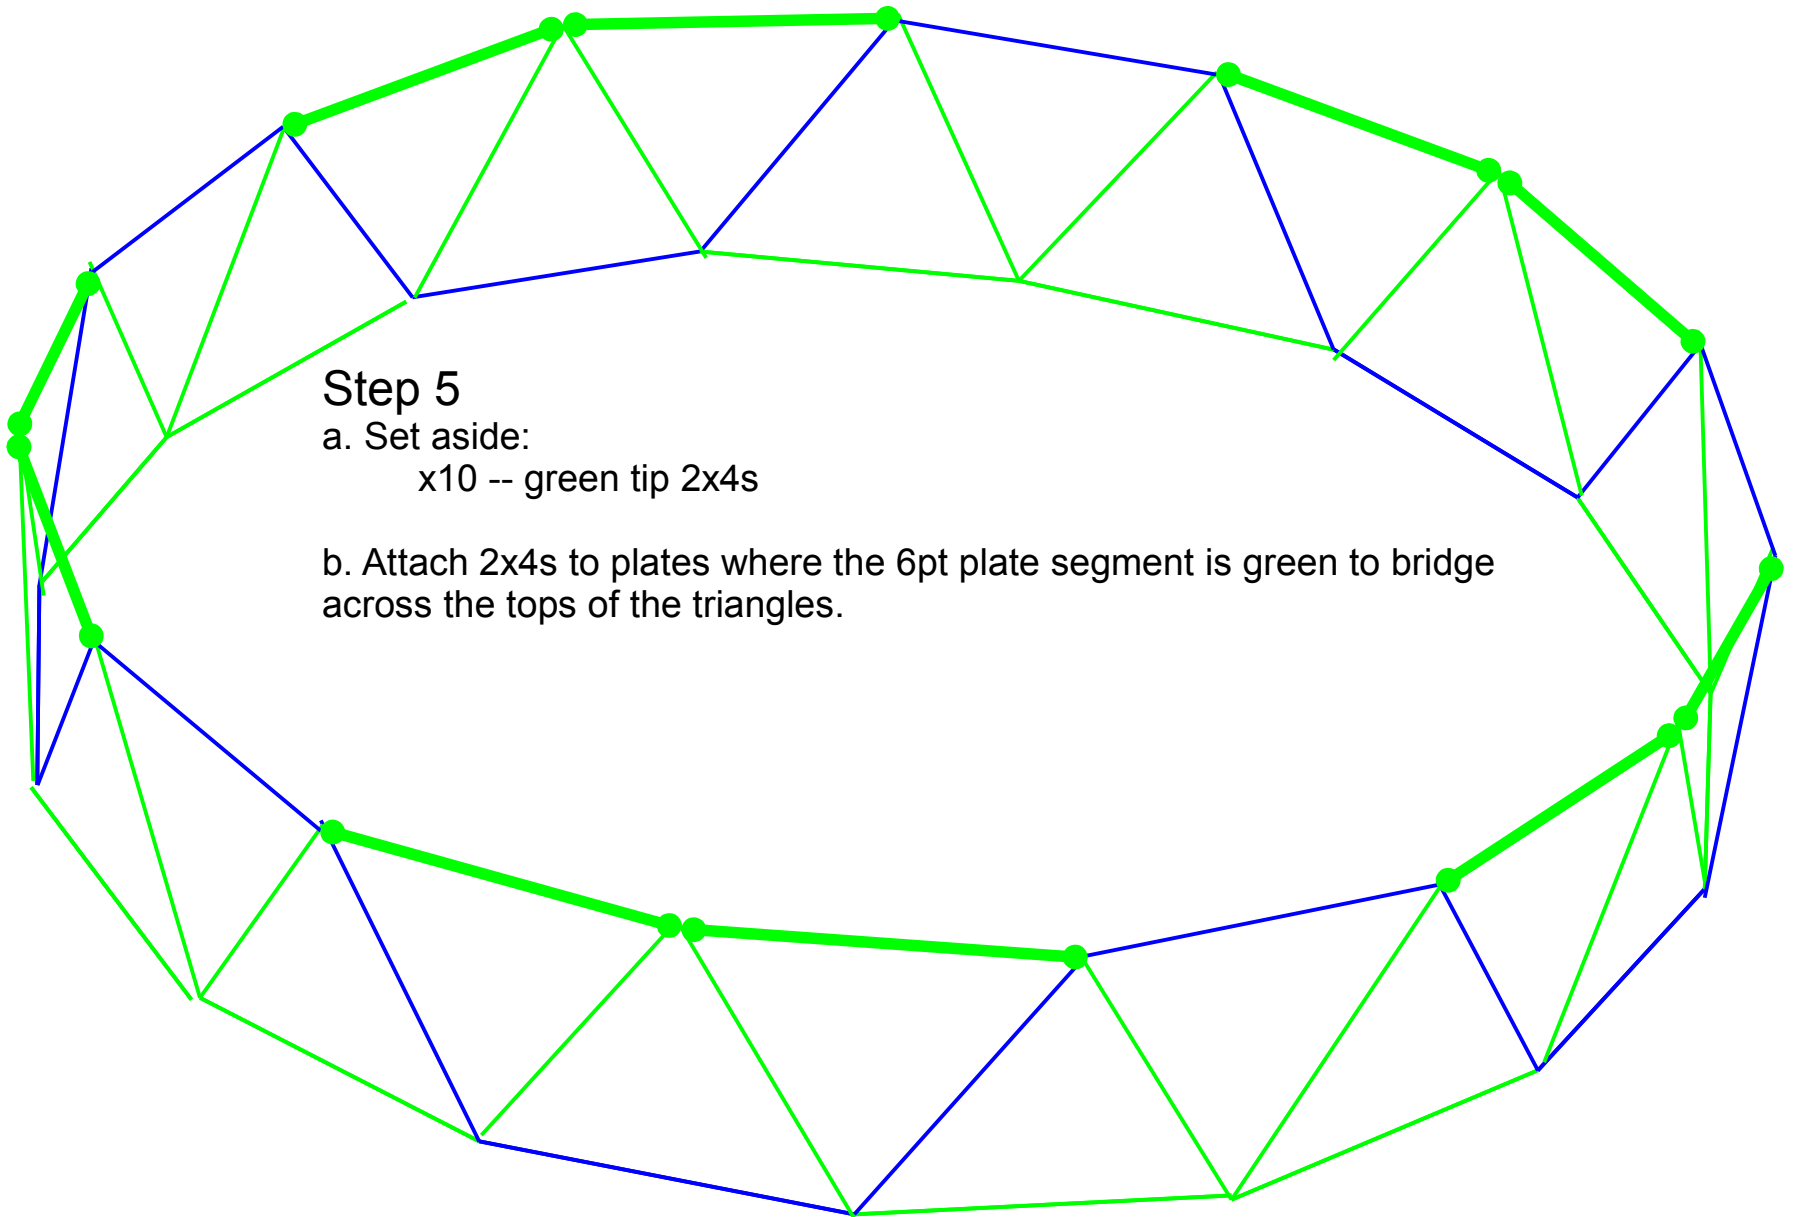 Step 5
a. Set aside:
x10 -- green tip 2x4s
b. Attach 2x4s to plates where the 6pt plate segment is green to bridge
across the tops of the triangles.